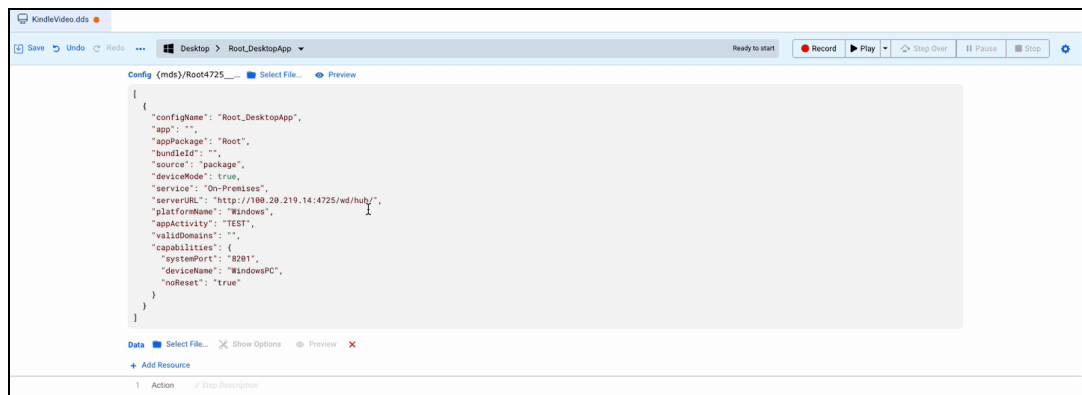 KindleVideo.dds
Save Undo Redo ... Desktop > Root_DesktopApp Ready to start Record Play Step Over Pause Stop
Config {mds}/Root4725__... Select File... Preview
[
  {
    "configName": "Root_DesktopApp",
    "app": "",
    "appPackage": "Root",
    "bundleId": "",
    "source": "package",
    "deviceMode": true,
    "service": "On-Premises",
    "serverURL": "http://100.20.219.14:4725/wd/hub/",
    "platformName": "Windows",
    "appActivity": "TEST",
    "validDomains": "",
    "capabilities": {
      "systemPort": "8201",
      "deviceName": "WindowsPC",
      "noReset": "true"
    }
  }
]
Data Select File... Show Options Preview
+ Add Resource
1 Action // Step Description